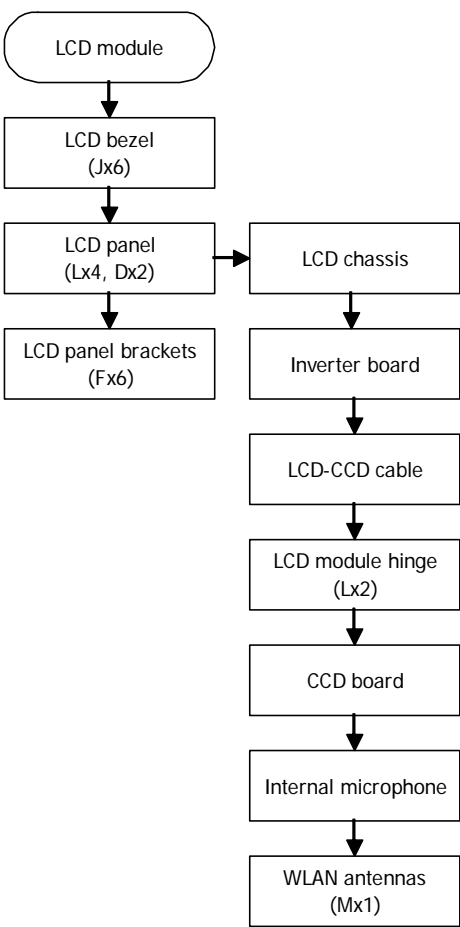 LCD module
LCD bezel
(Jx6)
LCD panel
(Lx4, Dx2)
LCD panel brackets
(Fx6)
LCD chassis
Inverter board
LCD-CCD cable
LCD module hinge
(Lx2)
CCD board
Internal microphone
WLAN antennas
(Mx1)